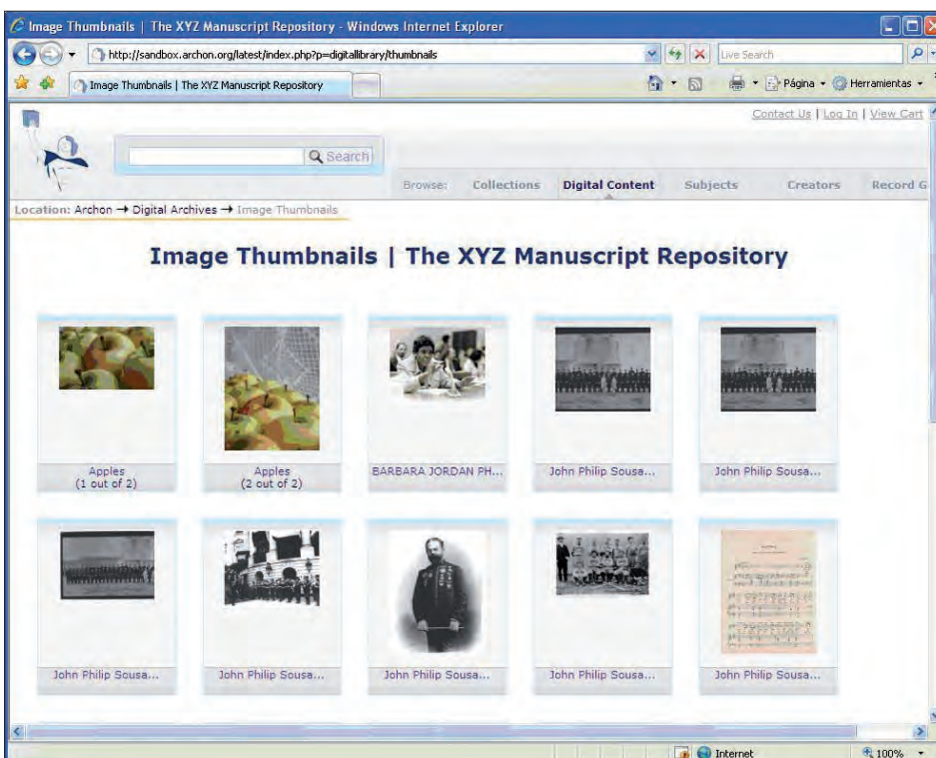 Image Thumbnails | The XYZ Manuscript Repository - Windows Internet Explorer
http://sandbox.archon.org/latest/index.php?p=digitallibrary/thumbnails
Live Search
Image Thumbnails | The XYZ Manuscript Repository
Página
Herramientas
Contact Us | Log In | View Cart
Search
Browse: Collections Digital Content Subjects Creators Record G
Location: Archon → Digital Archives → Image Thumbnails
Image Thumbnails | The XYZ Manuscript Repository
Apples
(1 out of 2)
Apples
(2 out of 2)
BARBARA JORDAN PH...
John Philip Sousa...
John Philip Sousa...
John Philip Sousa...
John Philip Sousa...
John Philip Sousa...
John Philip Sousa...
John Philip Sousa...
Internet
100%